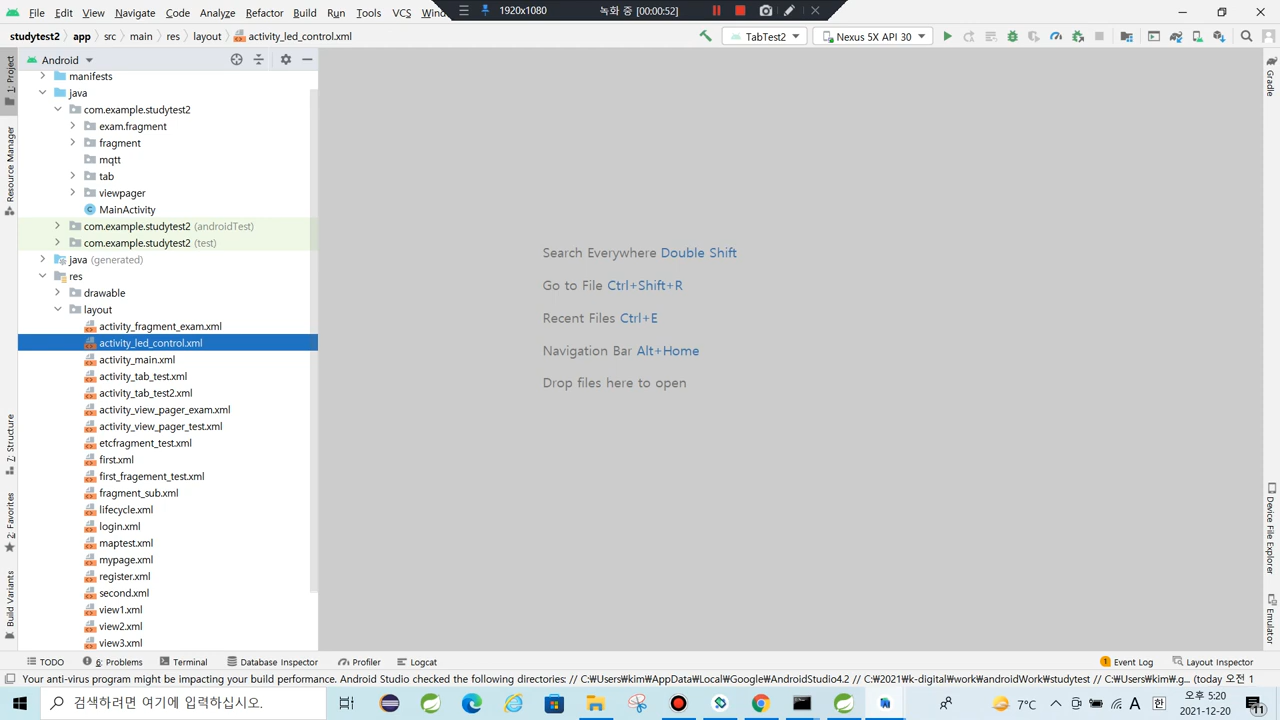 File Edit View Navigate Code Analyze Refactor Build Run Tools VCS Win
1920x1080 녹화 중 [00:00:52]
studytest2 app src main res layout activity_led_control.xml
TabTest2 Nexus 5X API 30
Android
manifests
java
com.example.studytest2
exam.fragment
fragment
mqtt
tab
viewpager
MainActivity
com.example.studytest2 (androidTest)
com.example.studytest2 (test)
java (generated)
res
drawable
layout
activity_fragment_exam.xml
activity_led_control.xml
activity_main.xml
activity_tab_test.xml
activity_tab_test2.xml
activity_view_pager_exam.xml
activity_view_pager_test.xml
etcfragment_test.xml
first.xml
first_fragement_test.xml
fragment_sub.xml
lifecycle.xml
login.xml
maptest.xml
mypage.xml
register.xml
second.xml
view1.xml
view2.xml
view3.xml
1: Project
Resource Manager
7: Structure
2: Favorites
Build Variants
Search Everywhere Double Shift
Go to File Ctrl+Shift+R
Recent Files Ctrl+E
Navigation Bar Alt+Home
Drop files here to open
Gradle
Device File Explorer
Emulator
TODO 6: Problems Terminal Database Inspector Profiler Logcat
1 Event Log Layout Inspector
Your anti-virus program might be impacting your build performance. Android Studio checked the following directories: // C:₩Users₩kim₩AppData₩Local₩Google₩AndroidStudio4.2 // C:₩2021₩k-digital₩work₩androidWork₩studytest2 // C:₩Users₩kim₩.g... (today 오전 1
검색하려면 여기에 입력하십시오.
7°C A 한
오후 5:20
2021-12-20
11